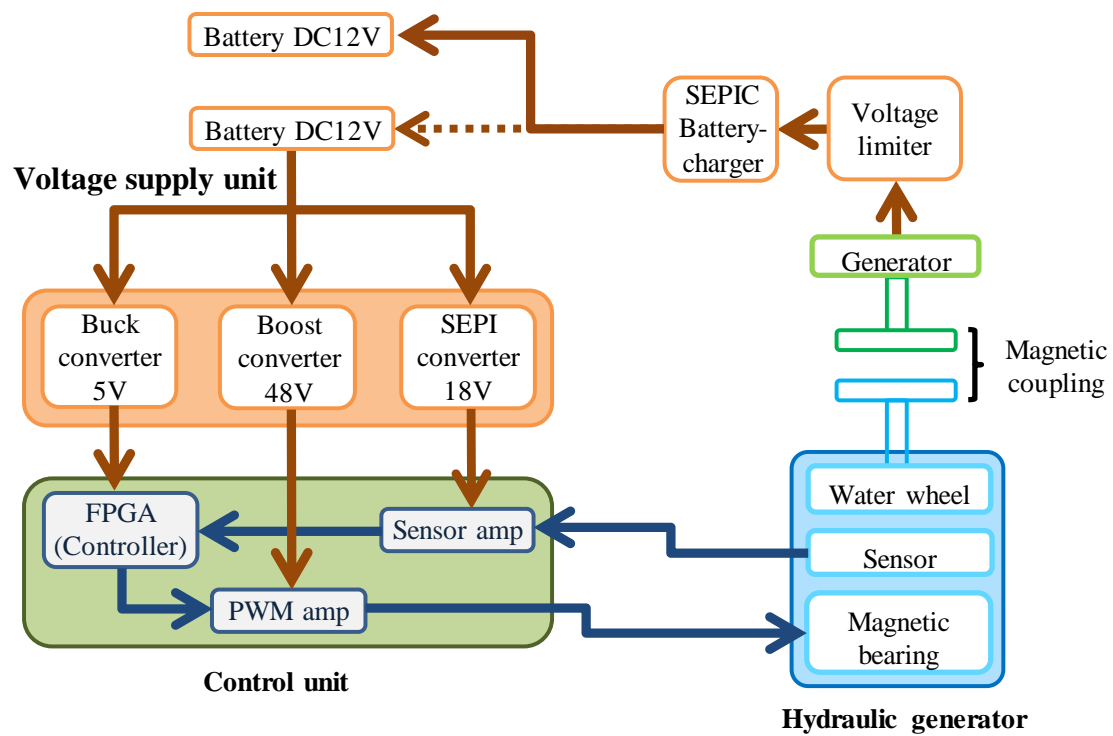 Battery DC12V
Battery DC12V
SEPIC
Battery-
charger
Voltage
limiter
Voltage supply unit
Generator
Magnetic
coupling
Buck
converter
5V
Boost
converter
48V
SEPI
converter
18V
FPGA
(Controller)
Sensor amp
PWM amp
Water wheel
Sensor
Magnetic
bearing
Control unit
Hydraulic generator